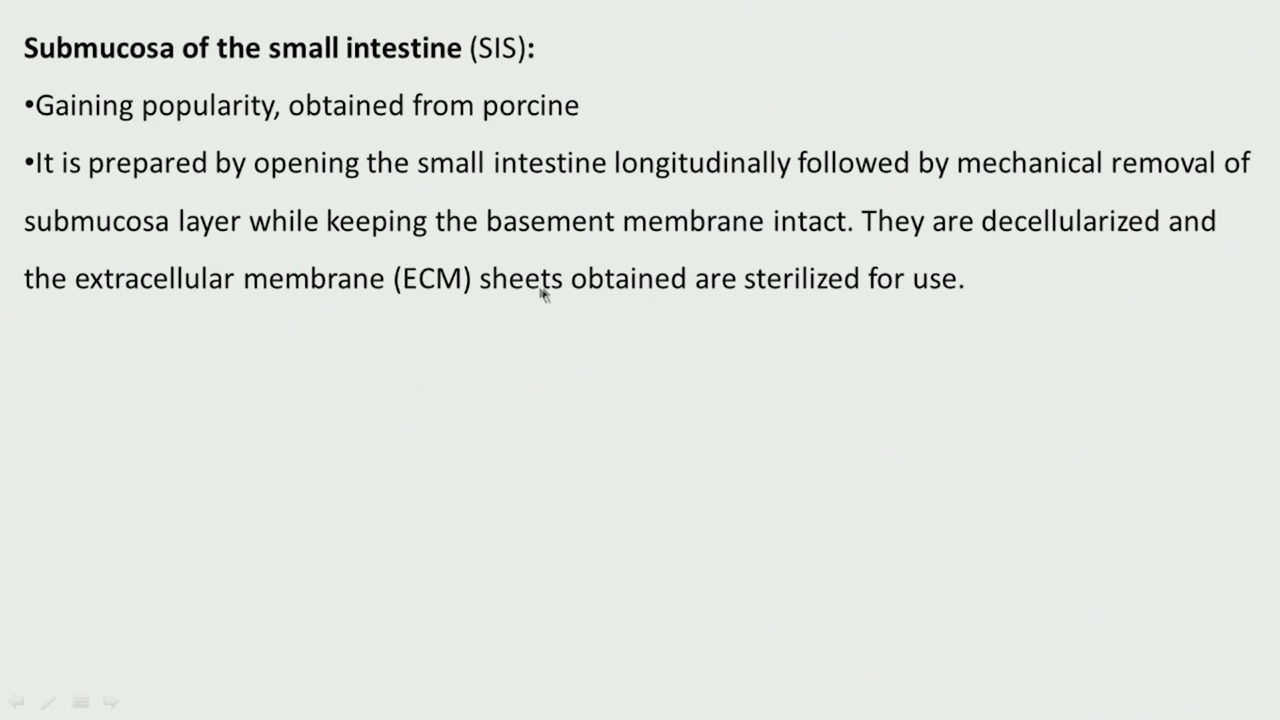 Submucosa of the small intestine (SIS):
•Gaining popularity, obtained from porcine
•It is prepared by opening the small intestine longitudinally followed by mechanical removal of
submucosa layer while keeping the basement membrane intact. They are decellularized and
the extracellular membrane (ECM) sheets obtained are sterilized for use.